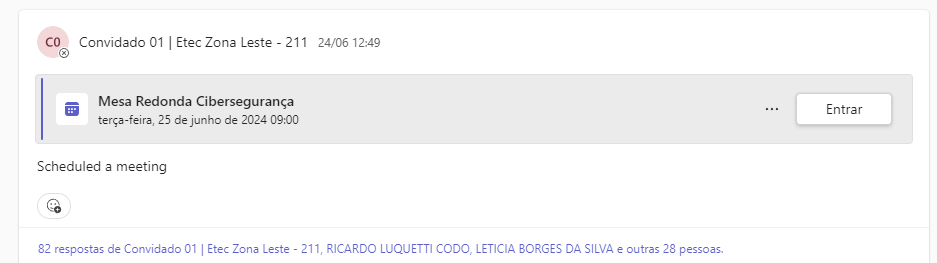 C0
Convidado 01 | Etec Zona Leste - 211 24/06 12:49
Mesa Redonda Cibersegurança
terça-feira, 25 de junho de 2024 09:00
...
Entrar
Scheduled a meeting
82 respostas de Convidado 01 | Etec Zona Leste - 211, RICARDO LUQUETTI CODO, LETICIA BORGES DA SILVA e outras 28 pessoas.